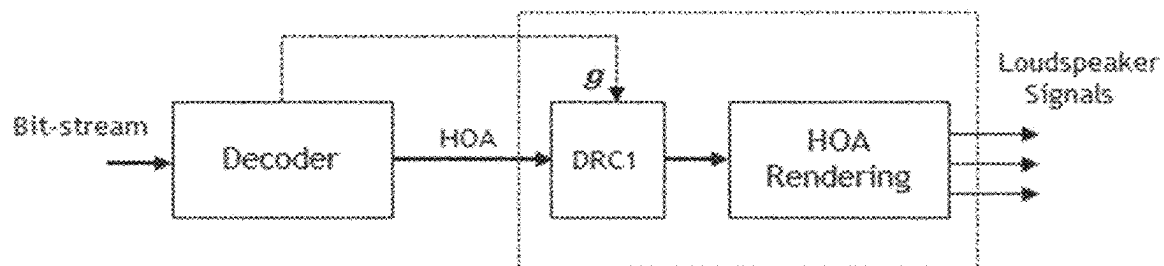 Bit-stream
Decoder
HOA
g
DRC1
HOA
Rendering
Loudspeaker
Signals